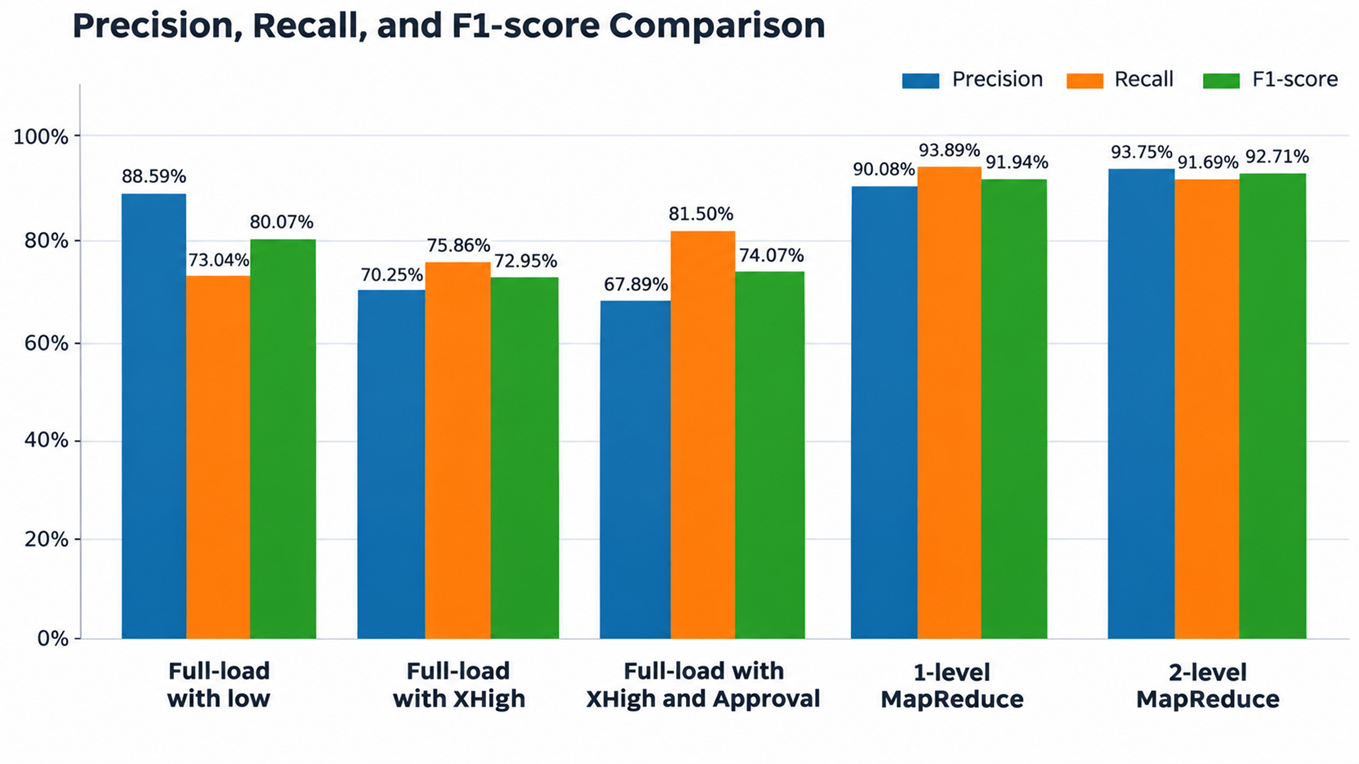 Precision, Recall, and F1-score Comparison
Precision Recall F1-score
100%
80%
60%
40%
20%
0%
88.59%
73.04%
80.07%
70.25%
75.86%
72.95%
67.89%
81.50%
74.07%
90.08%
93.89%
91.94%
93.75%
91.69%
92.71%
Full-load
with low
Full-load
with XHigh
Full-load with
XHigh and Approval
1-level
MapReduce
2-level
MapReduce